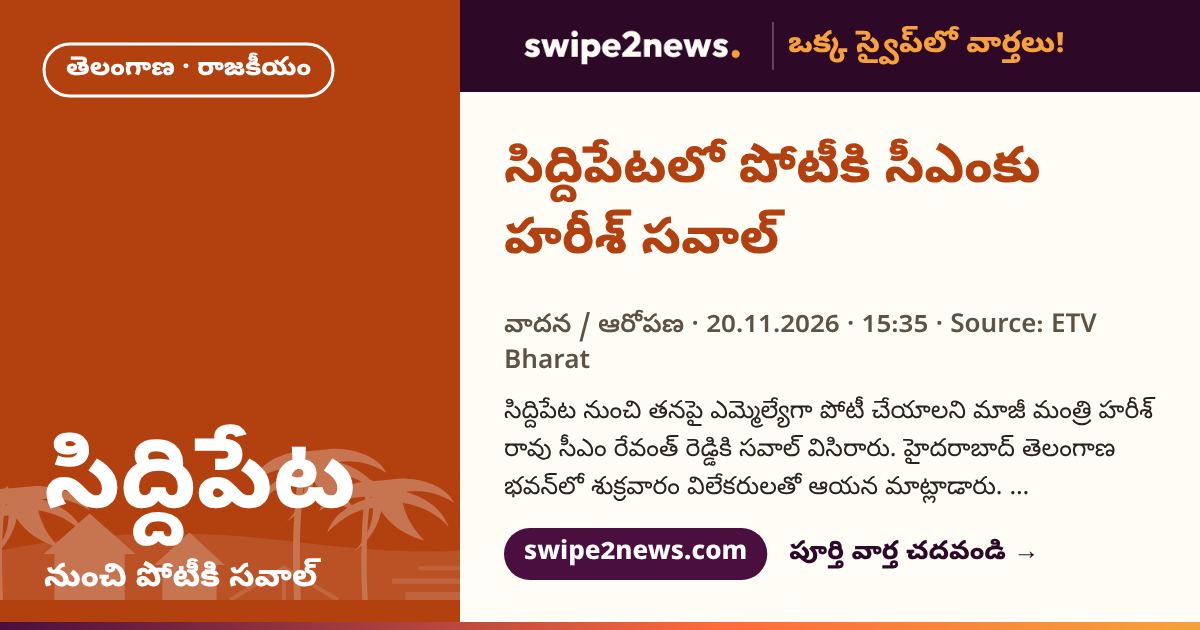 తెలంగాణ · రాజకీయం
సిద్దిపేట
నుంచి పోటీకి సవాల్
swipe2news.
ఒక్క స్వైప్‌లో వార్తలు!
సిద్దిపేటలో పోటీకి సీఎంకు
హరీశ్ సవాల్
వాదన / ఆరోపణ · 20.11.2026 · 15:35 · Source: ETV
Bharat
సిద్దిపేట నుంచి తనపై ఎమ్మెల్యేగా పోటీ చేయాలని మాజీ మంత్రి హరీశ్
రావు సీఎం రేవంత్ రెడ్డికి సవాల్ విసిరారు. హైదరాబాద్ తెలంగాణ
భవన్‌లో శుక్రవారం విలేకరులతో ఆయన మాట్లాడారు. ...
swipe2news.com
పూర్తి వార్త చదవండి →